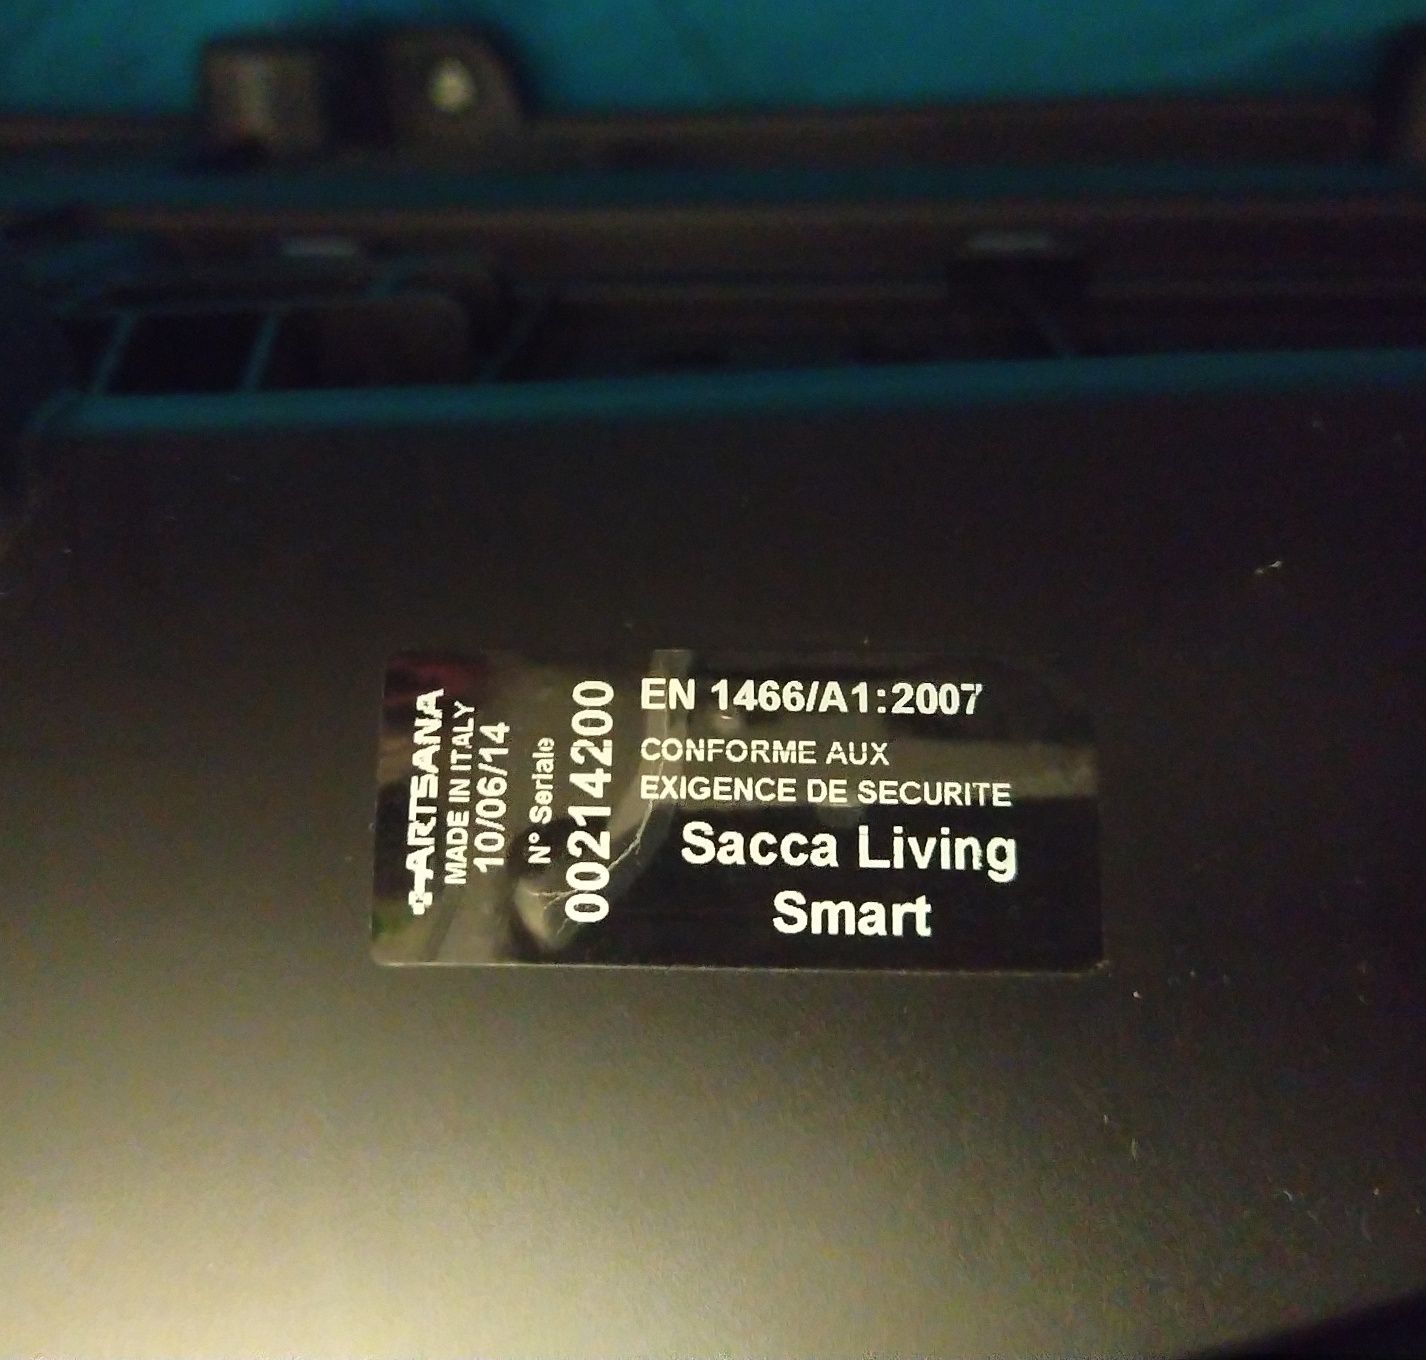 ARTSANA
MADE IN ITALY
10/06/14
N° Seriale
00214200
EN 1466/A1:2007
CONFORME AUX
EXIGENCE DE SECURITE
Sacca Living
Smart